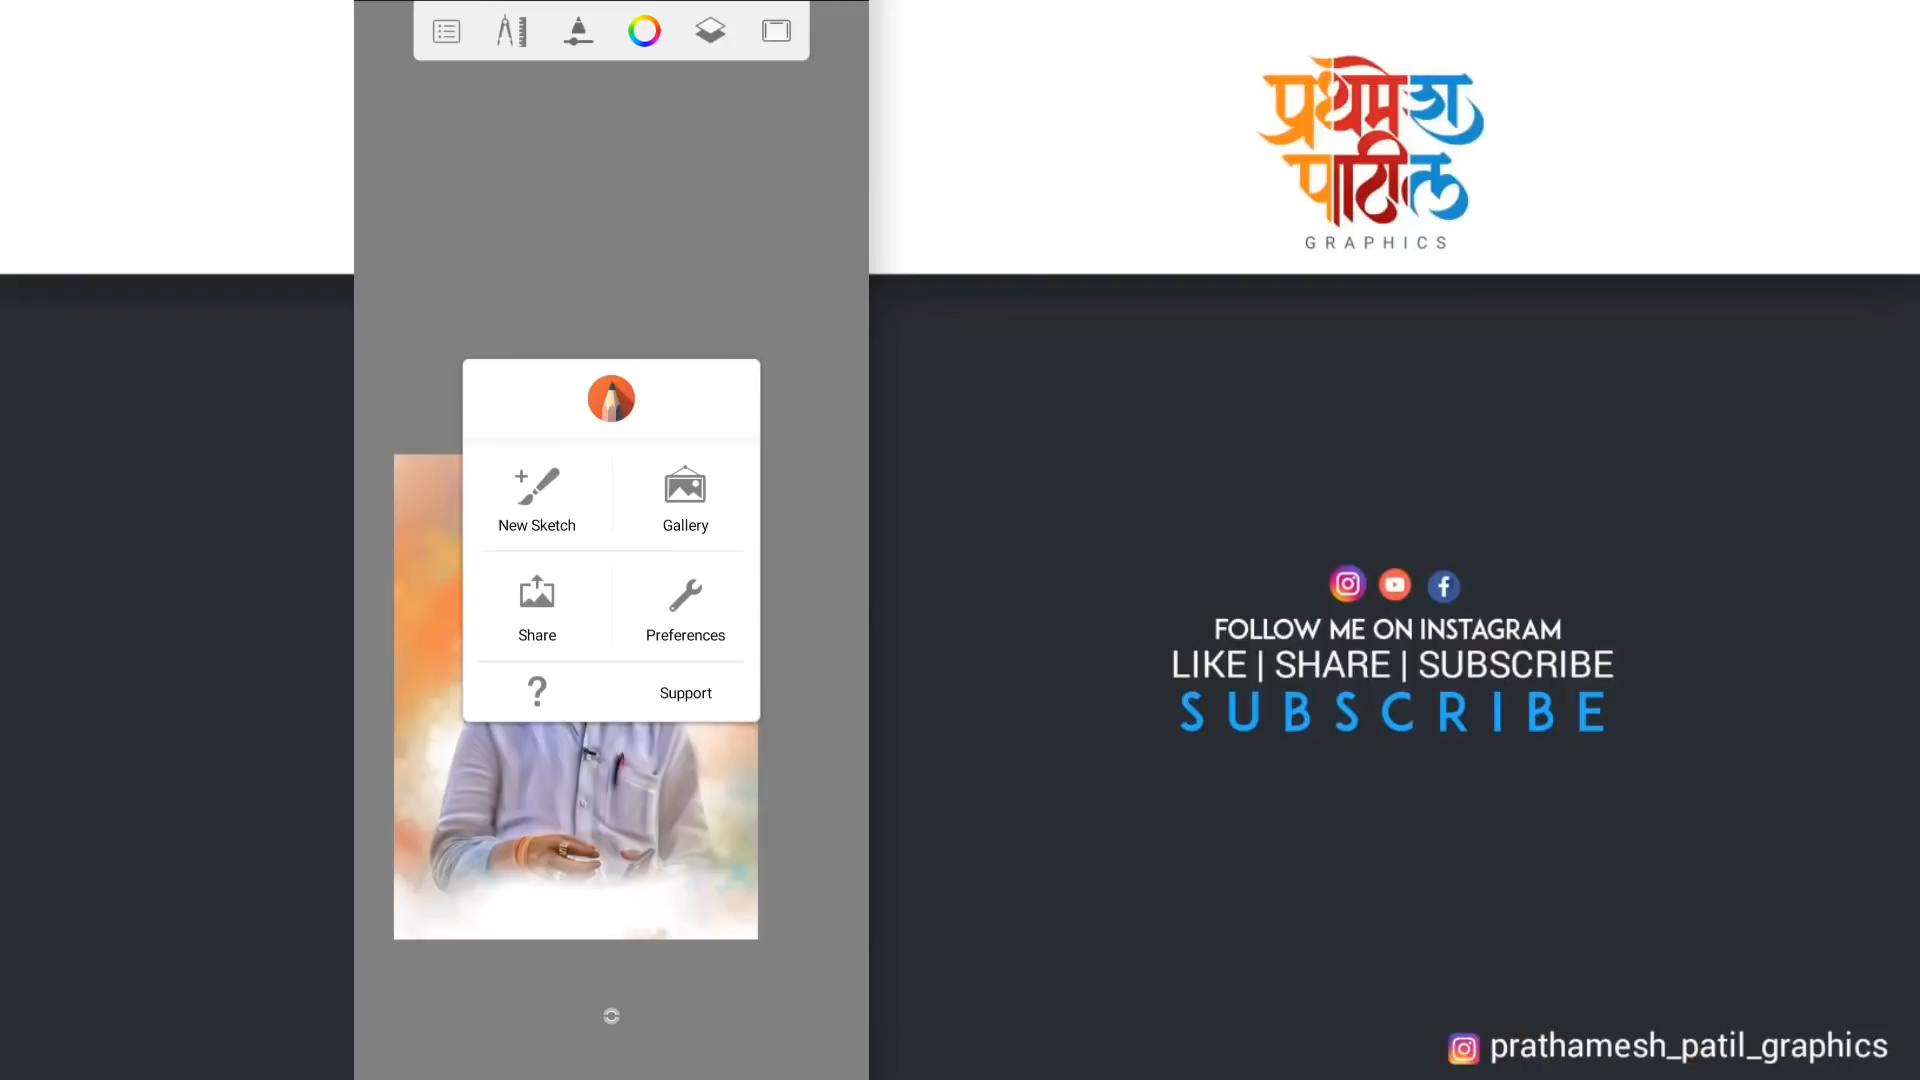 प्रथमेश
पाटील
GRAPHICS
New Sketch
Gallery
Share
Preferences
?
Support
FOLLOW ME ON INSTAGRAM
LIKE | SHARE | SUBSCRIBE
SUBSCRIBE
prathamesh_patil_graphics